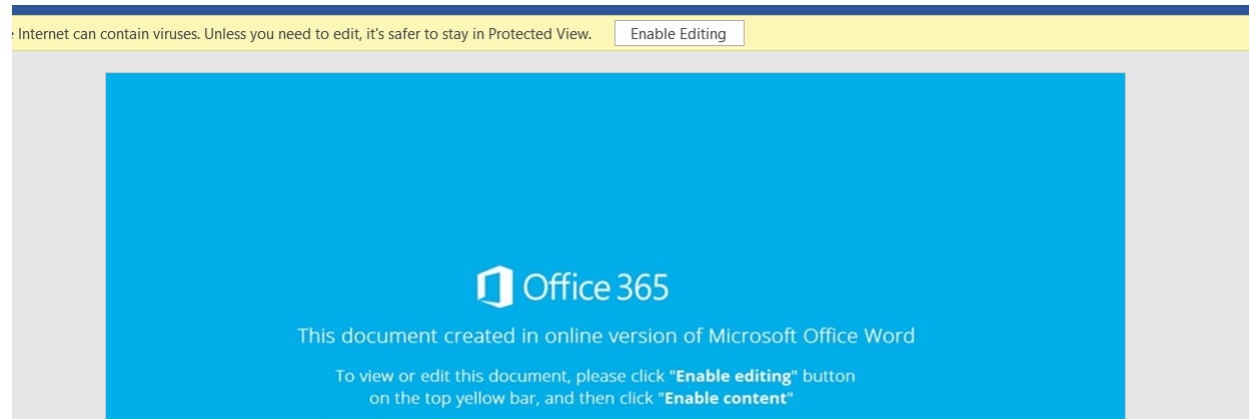 Internet can contain viruses. Unless you need to edit, it's safer to stay in Protected View. Enable Editing
Office 365
This document created in online version of Microsoft Office Word
To view or edit this document, please click "Enable editing" button
on the top yellow bar, and then click "Enable content"